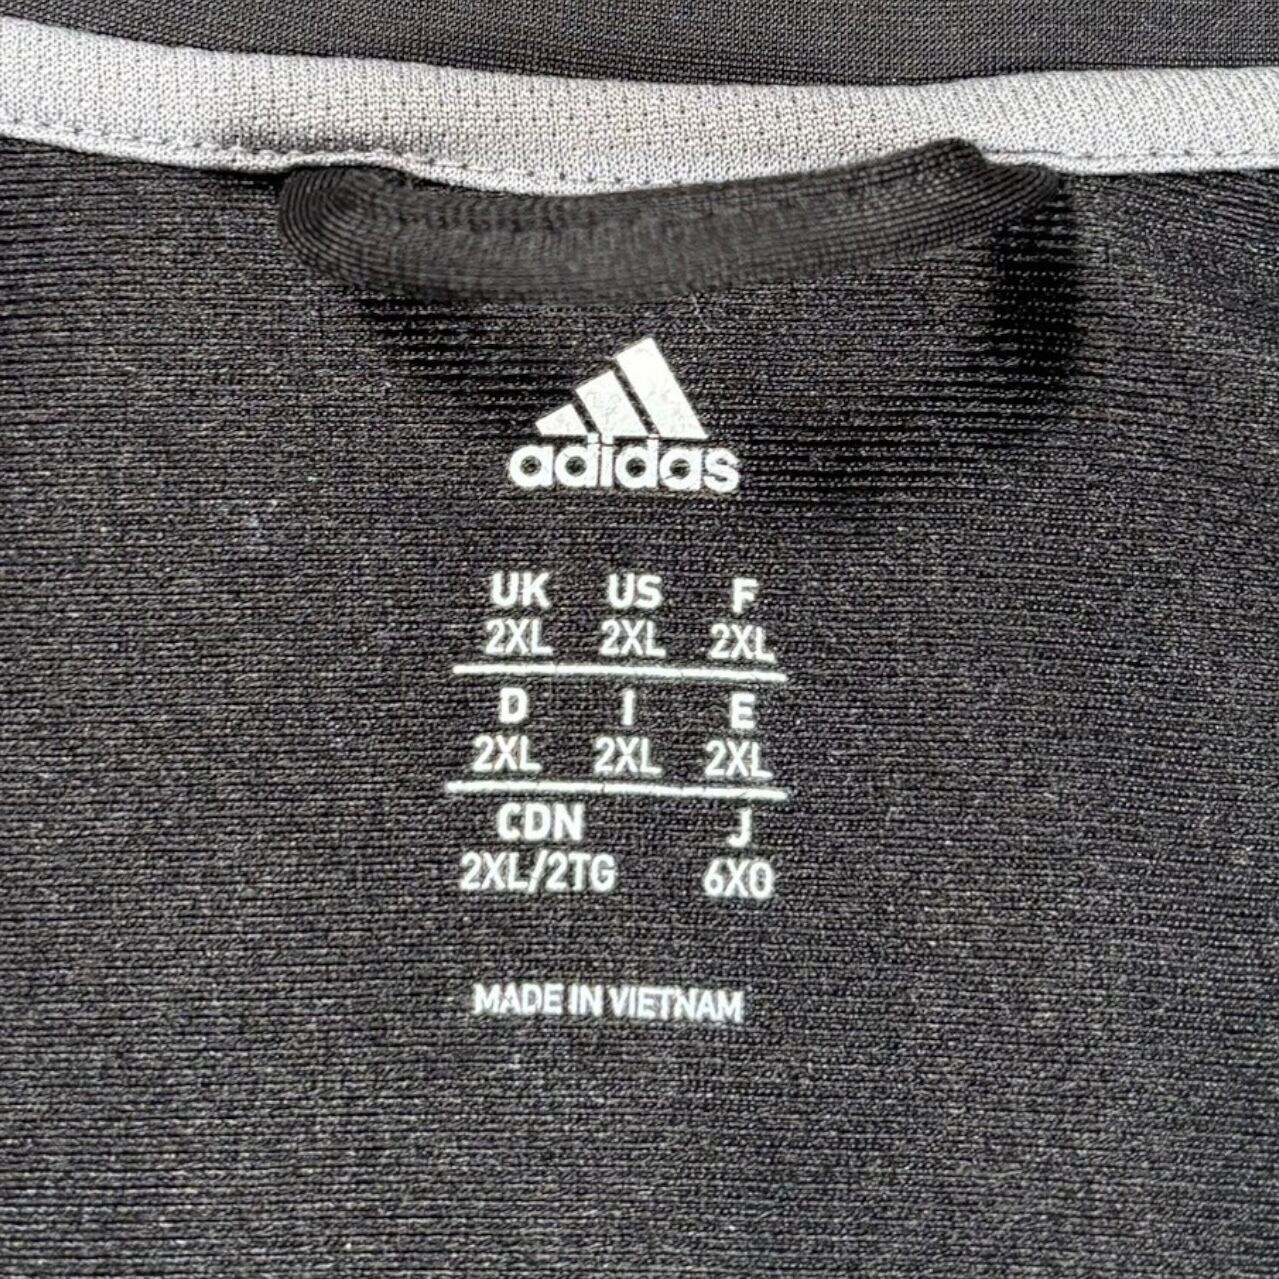 adidas
UK US F
2XL 2XL 2XL
D I E
2XL 2XL 2XL
CDN J
2XL/2TG 6XO
MADE IN VIETNAM